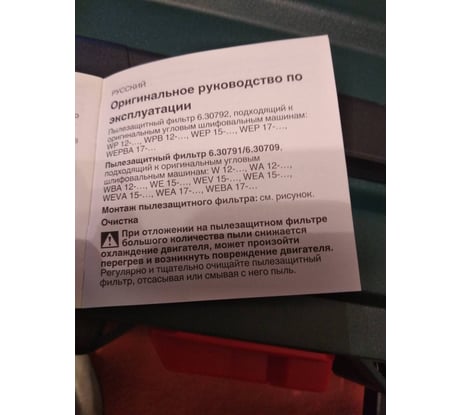 РУССКИЙ
Оригинальное руководство по
эксплуатации
Пылезащитный фильтр 6.30792, подходящий к
оригинальным угловым шлифовальным машинам:
WP 12-..., WPB 12-..., WEP 15-..., WEP 17-...,
WEPBA 17-...
Пылезащитный фильтр 6.30791/6.30709,
подходящий к оригинальным угловым
шлифовальным машинам: W 12-..., WA 12-...,
WBA 12-..., WE 15-..., WEV 15-..., WEA 15-...,
WEVA 15-..., WEA 17-..., WEBA 17-...
Монтаж пылезащитного фильтра: см. рисунок.
Очистка
При отложении на пылезащитном фильтре
большого количества пыли снижается
охлаждение двигателя, может произойти
перегрев и возникнуть повреждение двигателя.
Регулярно и тщательно очищайте пылезащитный
фильтр, отсасывая или смывая с него пыль.